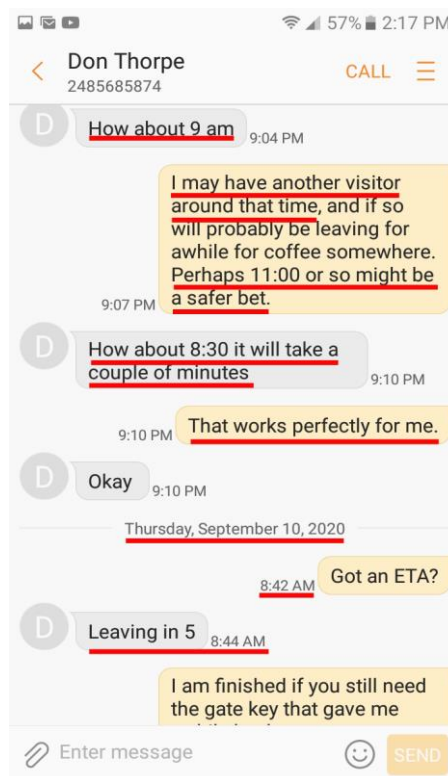 57% 2:17 PM
Don Thorpe
2485685874
CALL
D
How about 9 am
9:04 PM
I may have another visitor
around that time, and if so
will probably be leaving for
awhile for coffee somewhere.
Perhaps 11:00 or so might be
a safer bet.
9:07 PM
D
How about 8:30 it will take a
couple of minutes
9:10 PM
That works perfectly for me.
9:10 PM
D
Okay
9:10 PM
Thursday, September 10, 2020
Got an ETA?
8:42 AM
D
Leaving in 5
8:44 AM
I am finished if you still need
the gate key that gave me
Enter message
SEND